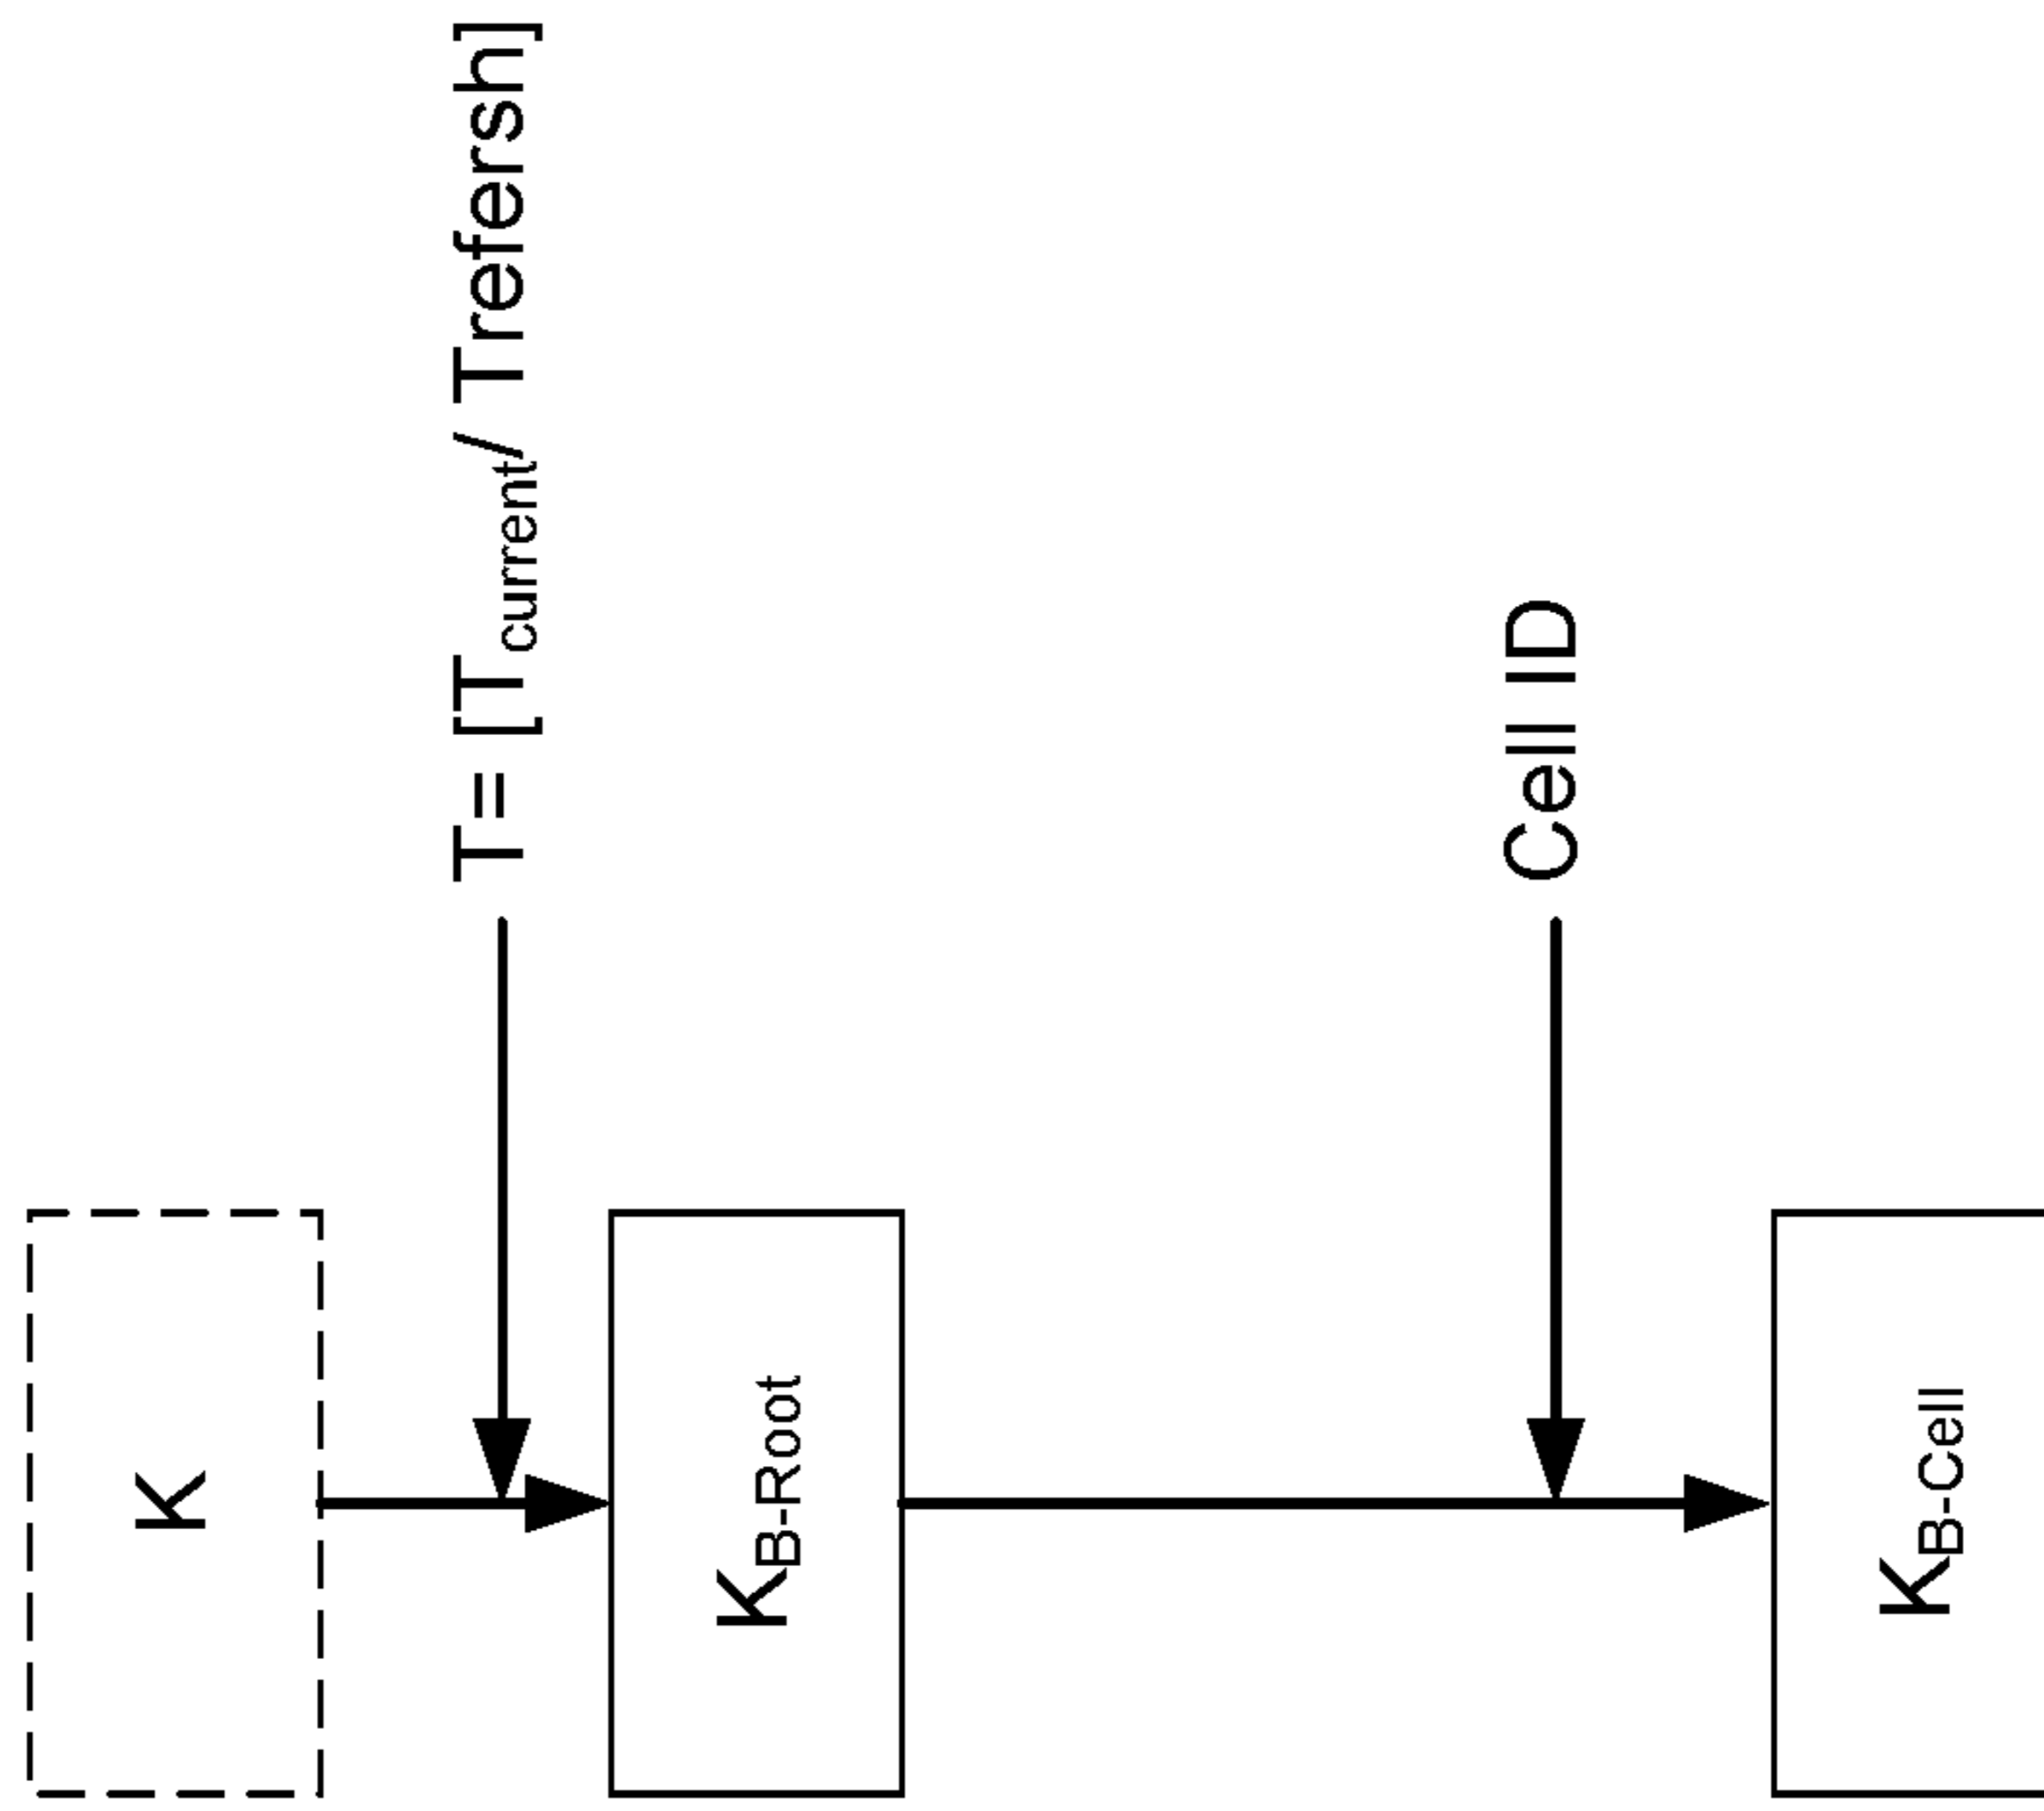 K
T= [Tcurrent/ Trefersh]
KB-Root
Cell ID
KB-Cell